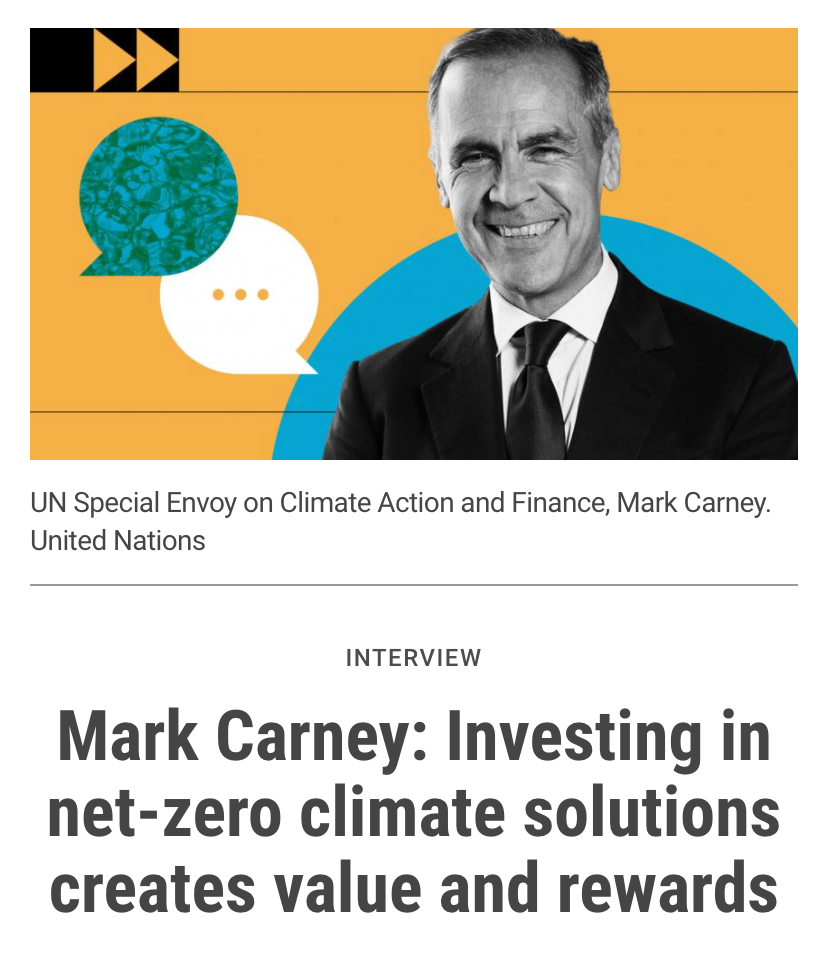 UN Special Envoy on Climate Action and Finance, Mark Carney.
United Nations
INTERVIEW
Mark Carney: Investing in
net-zero climate solutions
creates value and rewards